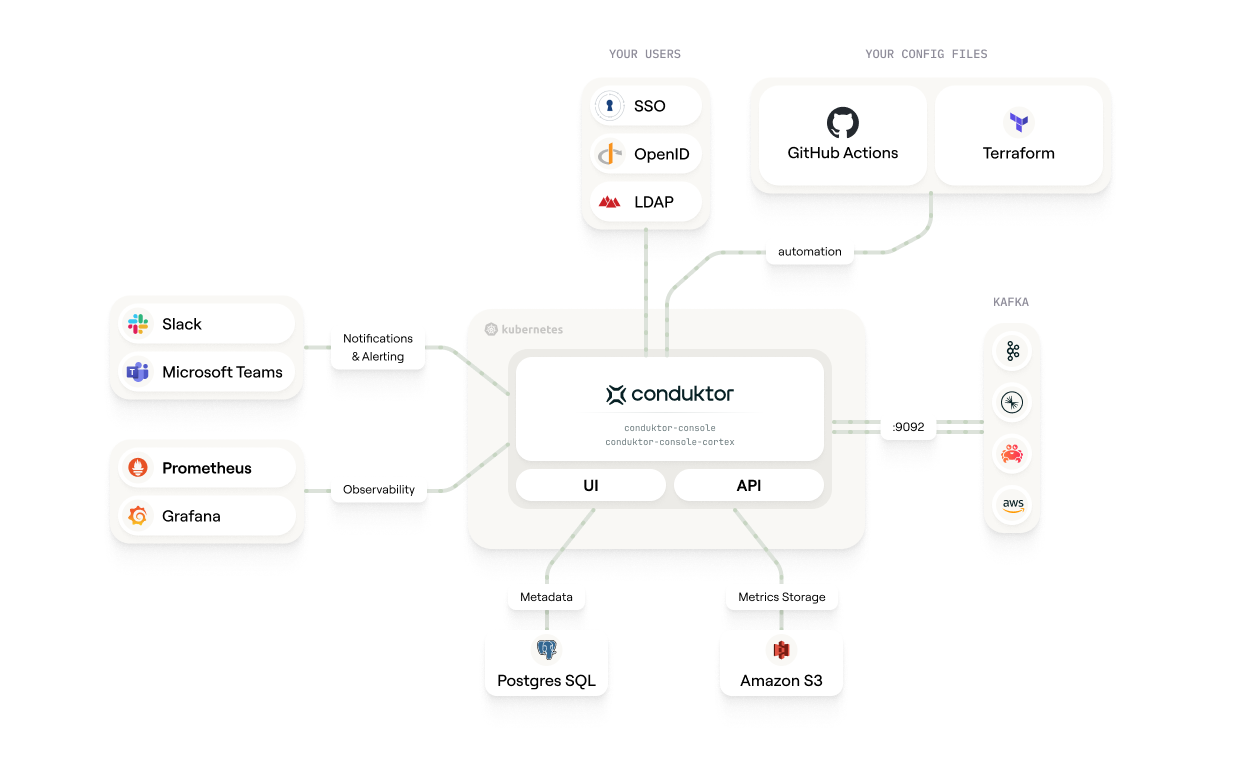 YOUR USERS
SSO
OpenID
LDAP
YOUR CONFIG FILES
GitHub Actions
Terraform
automation
Slack
Microsoft Teams
Notifications
& Alerting
Prometheus
Grafana
Observability
kubernetes
conduktor
conduktor-console
conduktor-console-cortex
UI
API
:9092
KAFKA
aws
Metadata
Postgres SQL
Metrics Storage
Amazon S3